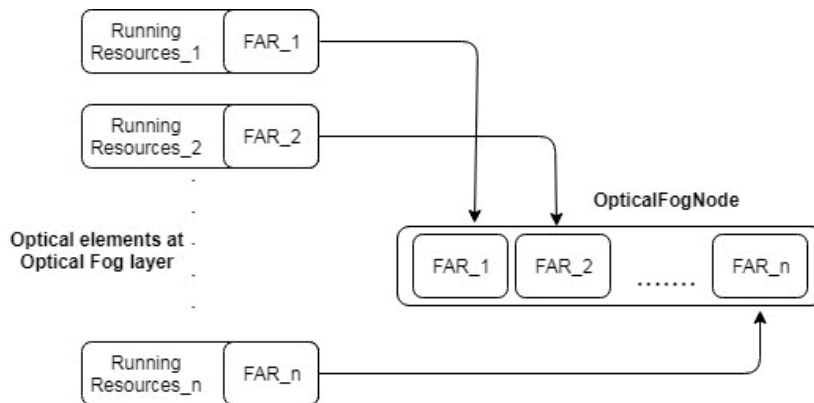 Running
Resources_1
FAR_1
Running
Resources_2
FAR_2
OpticalFogNode
Optical elements at
Optical Fog layer
FAR_1
FAR_2
.......
FAR_n
Running
Resources_n
FAR_n